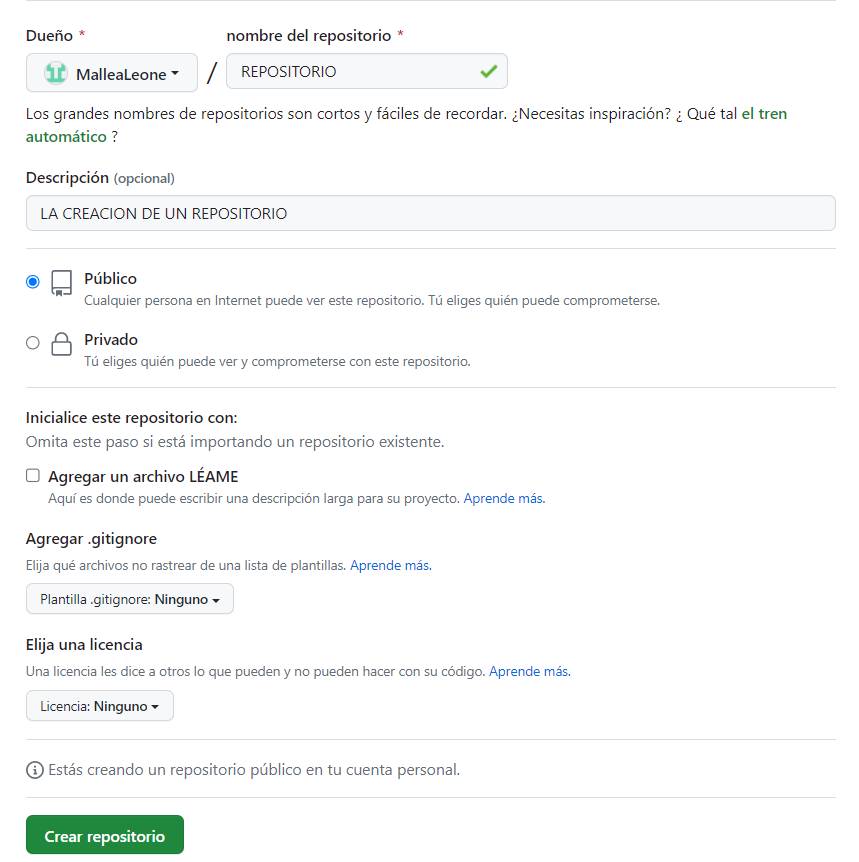 Dueño * nombre del repositorio *
MalleaLeone / REPOSITORIO
Los grandes nombres de repositorios son cortos y fáciles de recordar. ¿Necesitas inspiración? ¿ Qué tal el tren
automático ?
Descripción (opcional)
LA CREACION DE UN REPOSITORIO
Público
Cualquier persona en Internet puede ver este repositorio. Tú eliges quién puede comprometerse.
Privado
Tú eliges quién puede ver y comprometerse con este repositorio.
Inicialice este repositorio con:
Omita este paso si está importando un repositorio existente.
Agregar un archivo LÉAME
Aquí es donde puede escribir una descripción larga para su proyecto. Aprende más.
Agregar .gitignore
Elija qué archivos no rastrear de una lista de plantillas. Aprende más.
Plantilla .gitignore: Ninguno
Elija una licencia
Una licencia les dice a otros lo que pueden y no pueden hacer con su código. Aprende más.
Licencia: Ninguno
Estás creando un repositorio público en tu cuenta personal.
Crear repositorio